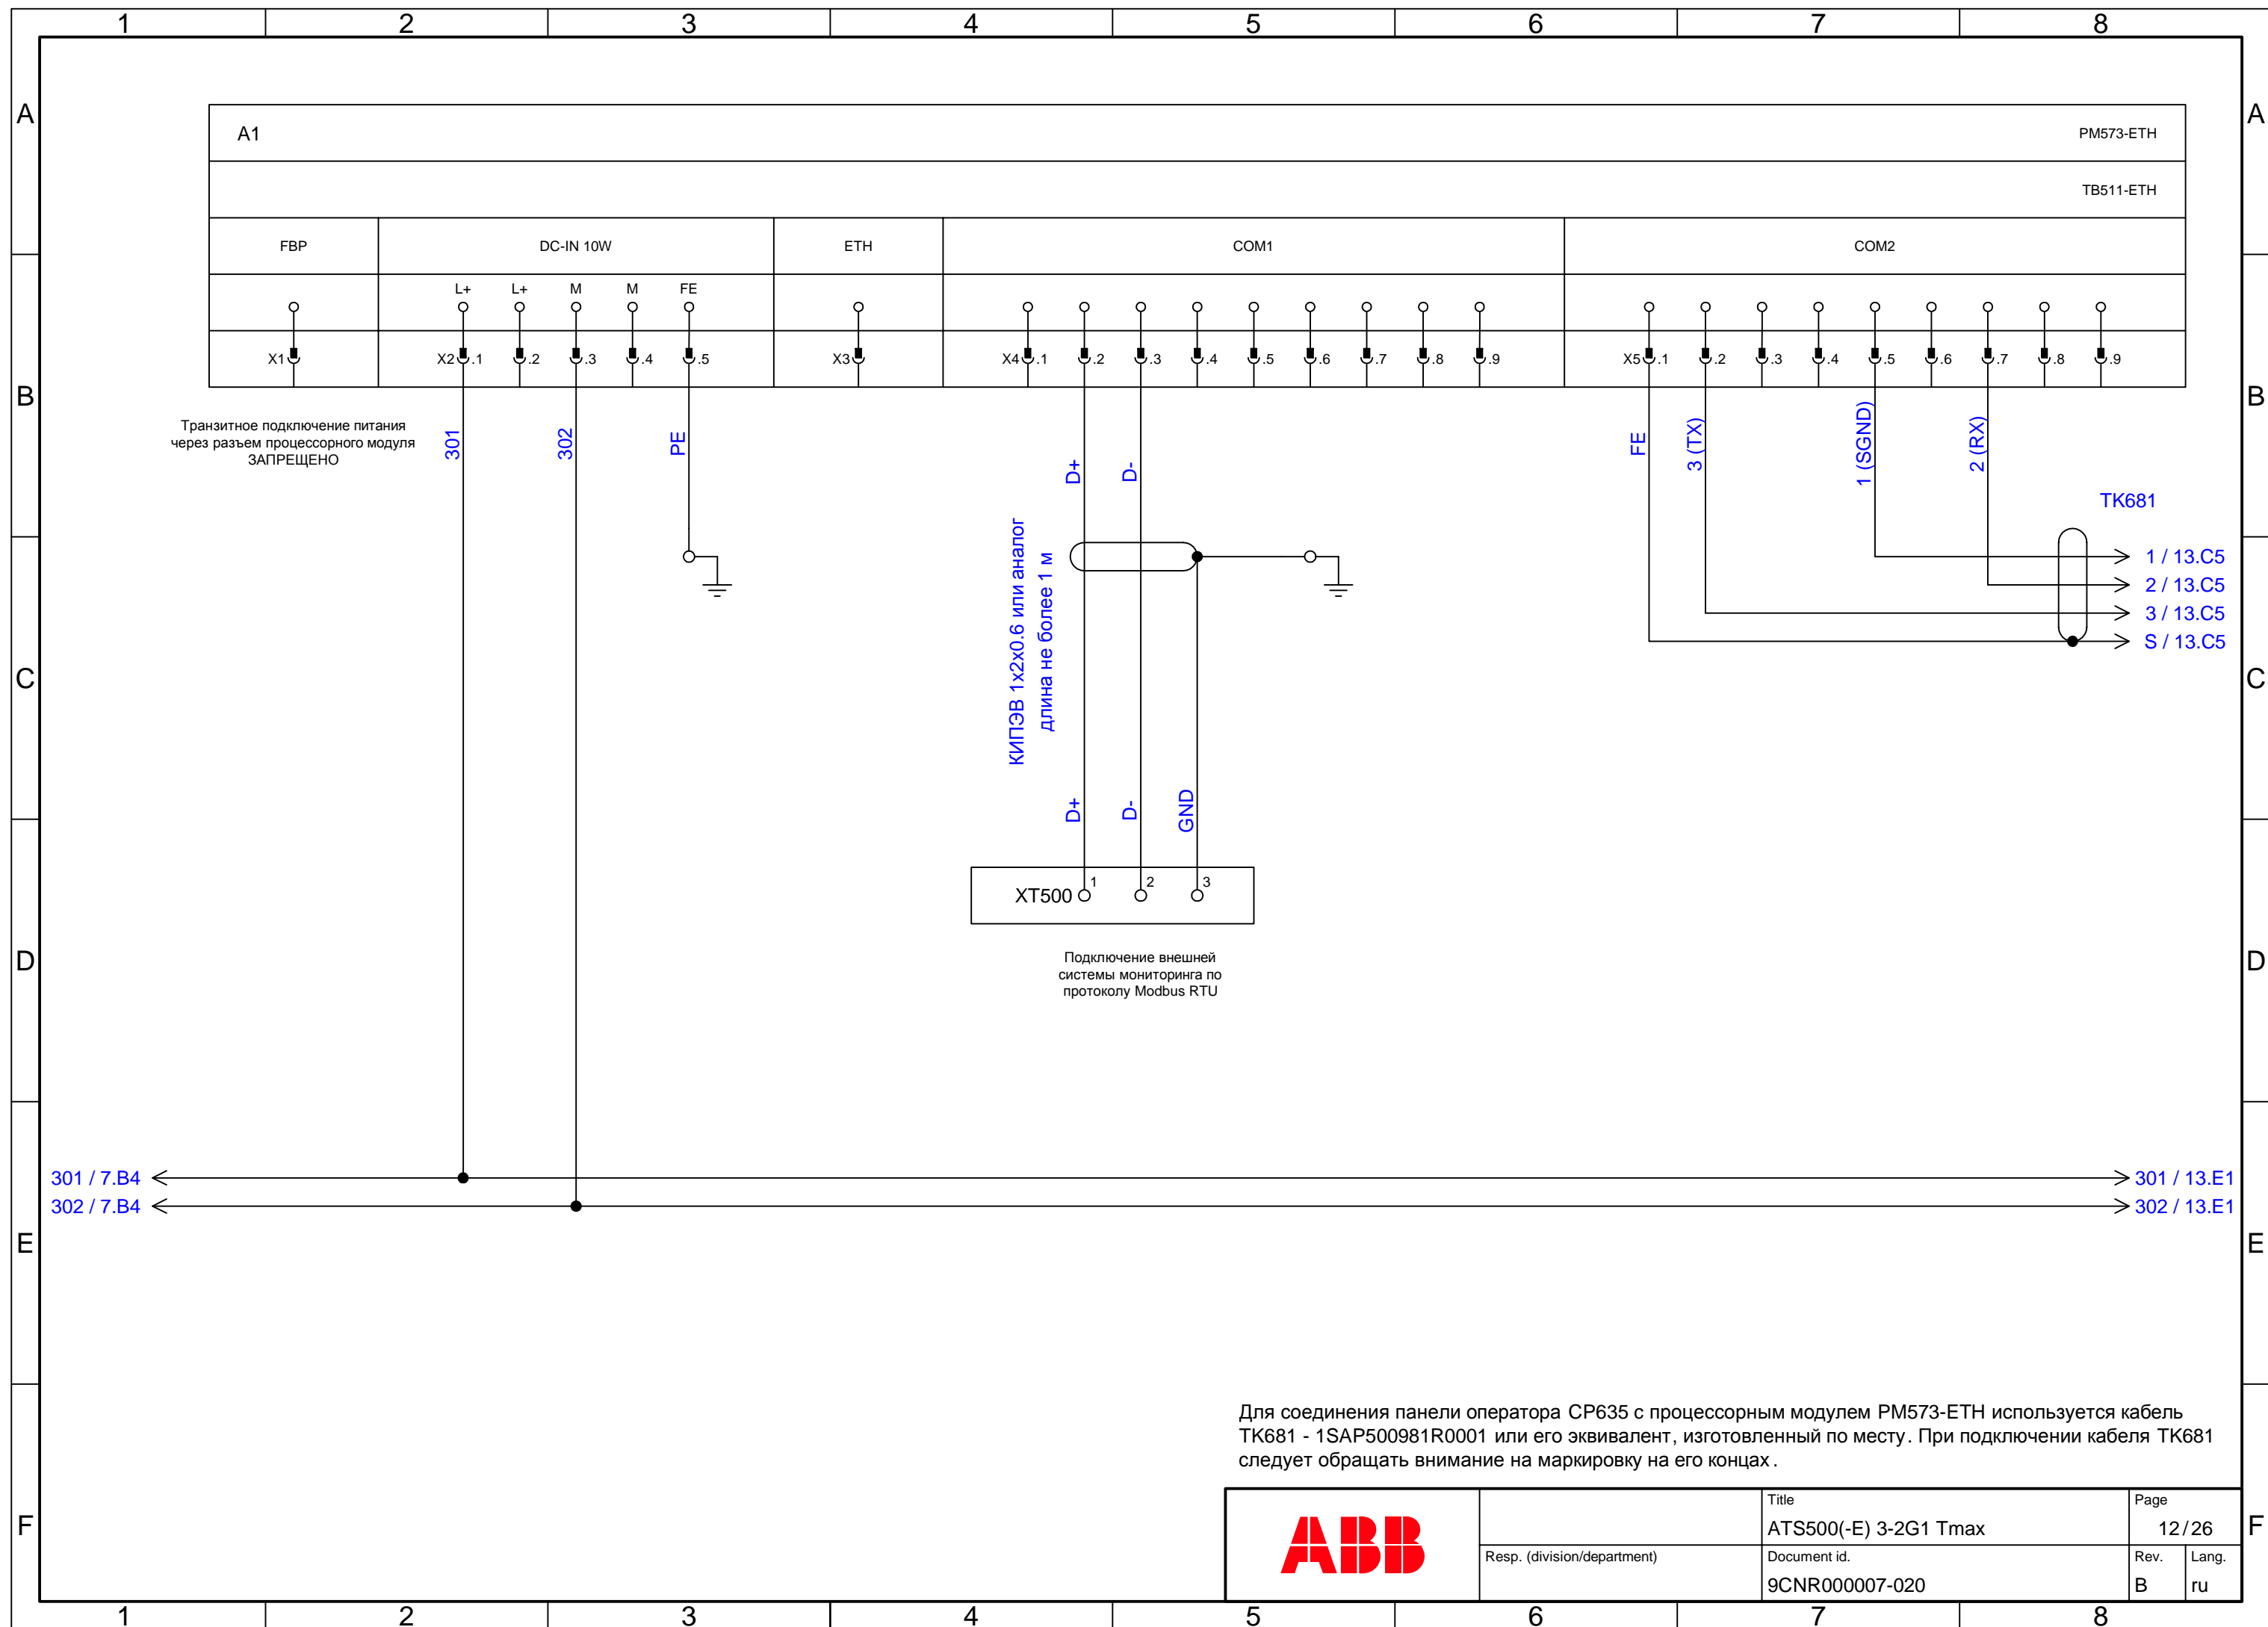 1 2 3 4 5 6 7 8
A A
A1 PM573-ETH
TB511-ETH
FBP DC-IN 10W ETH COM1 COM2
L+ L+ M M FE
X1 X2 .1 .2 .3 .4 .5 X3 X4 .1 .2 .3 .4 .5 .6 .7 .8 .9 X5 .1 .2 .3 .4 .5 .6 .7 .8 .9
B B
Транзитное подключение питания
через разъем процессорного модуля
ЗАПРЕЩЕНО
301 302 PE D+ D- FE 3 (TX) 1 (SGND) 2 (RX)
TK681
КИПЭВ 1x2x0.6 или аналог
длина не более 1 м
1 / 13.C5
2 / 13.C5
3 / 13.C5
S / 13.C5
C C
D+ D- GND
XT500 1 2 3
D D
Подключение внешней
системы мониторинга по
протоколу Modbus RTU
301 / 7.B4 301 / 13.E1
302 / 7.B4 302 / 13.E1
E E
Для соединения панели оператора CP635 с процессорным модулем PM573-ETH используется кабель
TK681 - 1SAP500981R0001 или его эквивалент, изготовленный по месту. При подключении кабеля TK681
следует обращать внимание на маркировку на его концах.
F F
ABB
Title
ATS500(-E) 3-2G1 Tmax
Page
12/26
Resp. (division/department)
Document id.
9CNR000007-020
Rev.
B
Lang.
ru
1 2 3 4 5 6 7 8